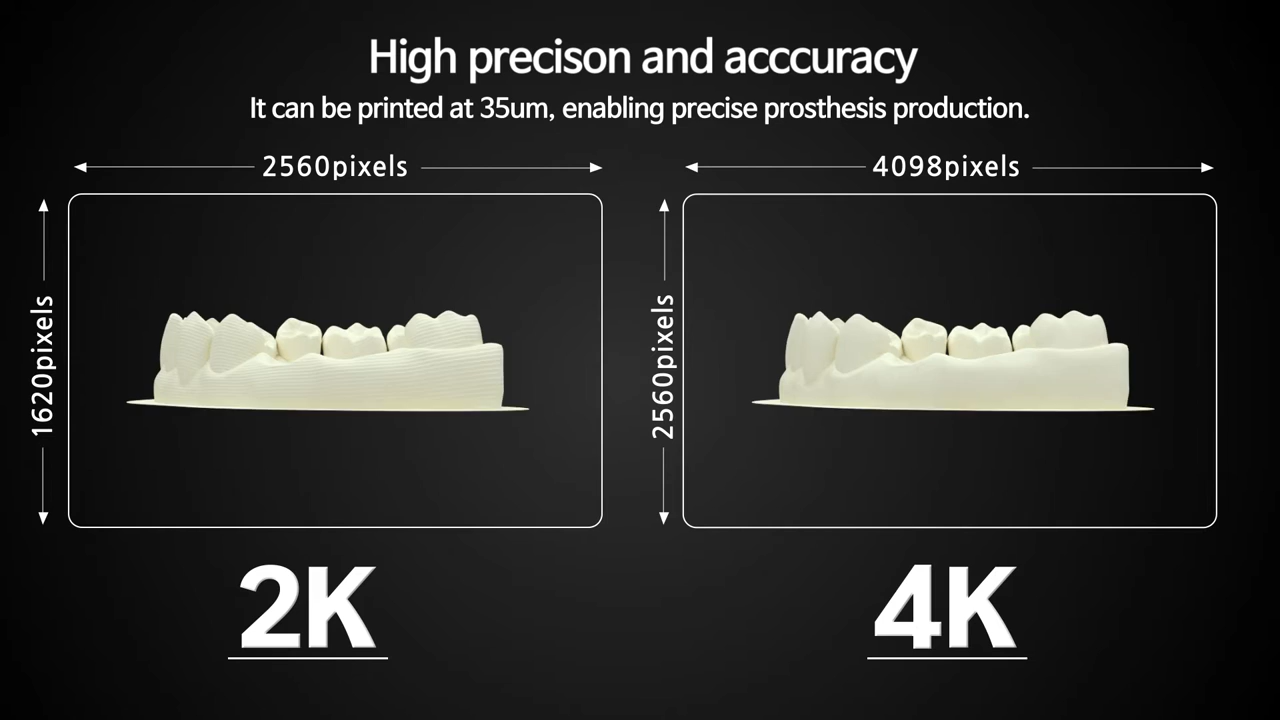 High precison and acccuracy
It can be printed at 35um, enabling precise prosthesis production.
2560pixels
4098pixels
1620pixels
2560pixels
2K
4K